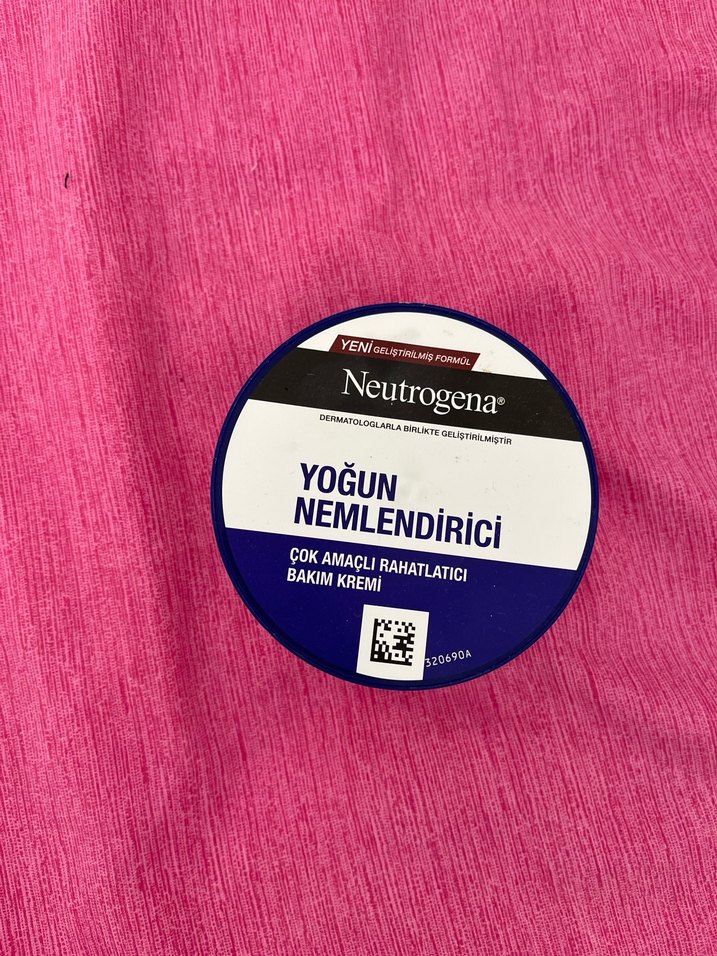 YENİ GELİŞTİRİLMİŞ FORMÜL
Neutrogena®
DERMATOLOGLARLA BİRLİKTE GELİŞTİRİLMİŞTİR
YOĞUN
NEMLENDİRİCİ
ÇOK AMAÇLI RAHATLATICI
BAKIM KREMİ
320690A